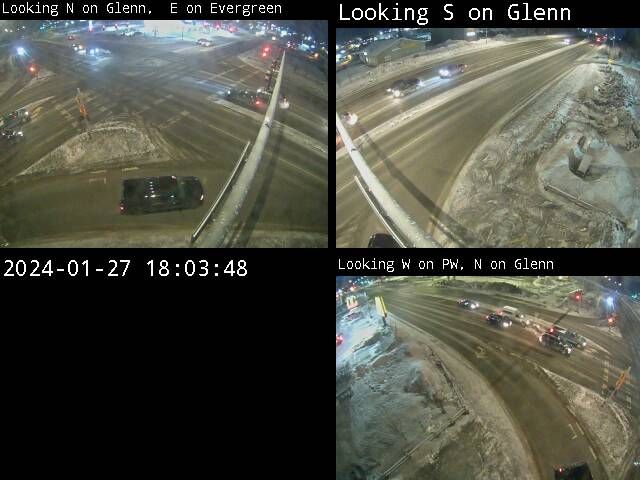 Looking N on Glenn,  E on Evergreen
Looking S on Glenn
2024-01-27 18:03:48
Looking W on PW, N on Glenn